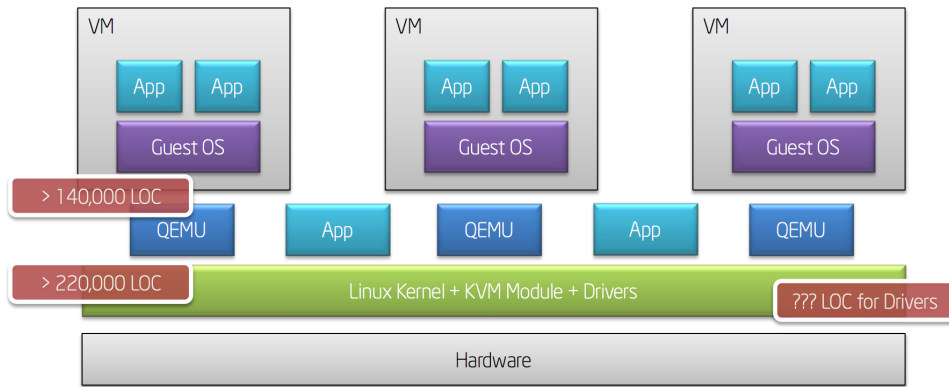 VM
VM
VM
App
App
App
App
App
App
Guest OS
Guest OS
Guest OS
> 140,000 LOC
QEMU
App
QEMU
App
QEMU
> 220,000 LOC
Linux Kernel + KVM Module + Drivers
??? LOC for Drivers
Hardware